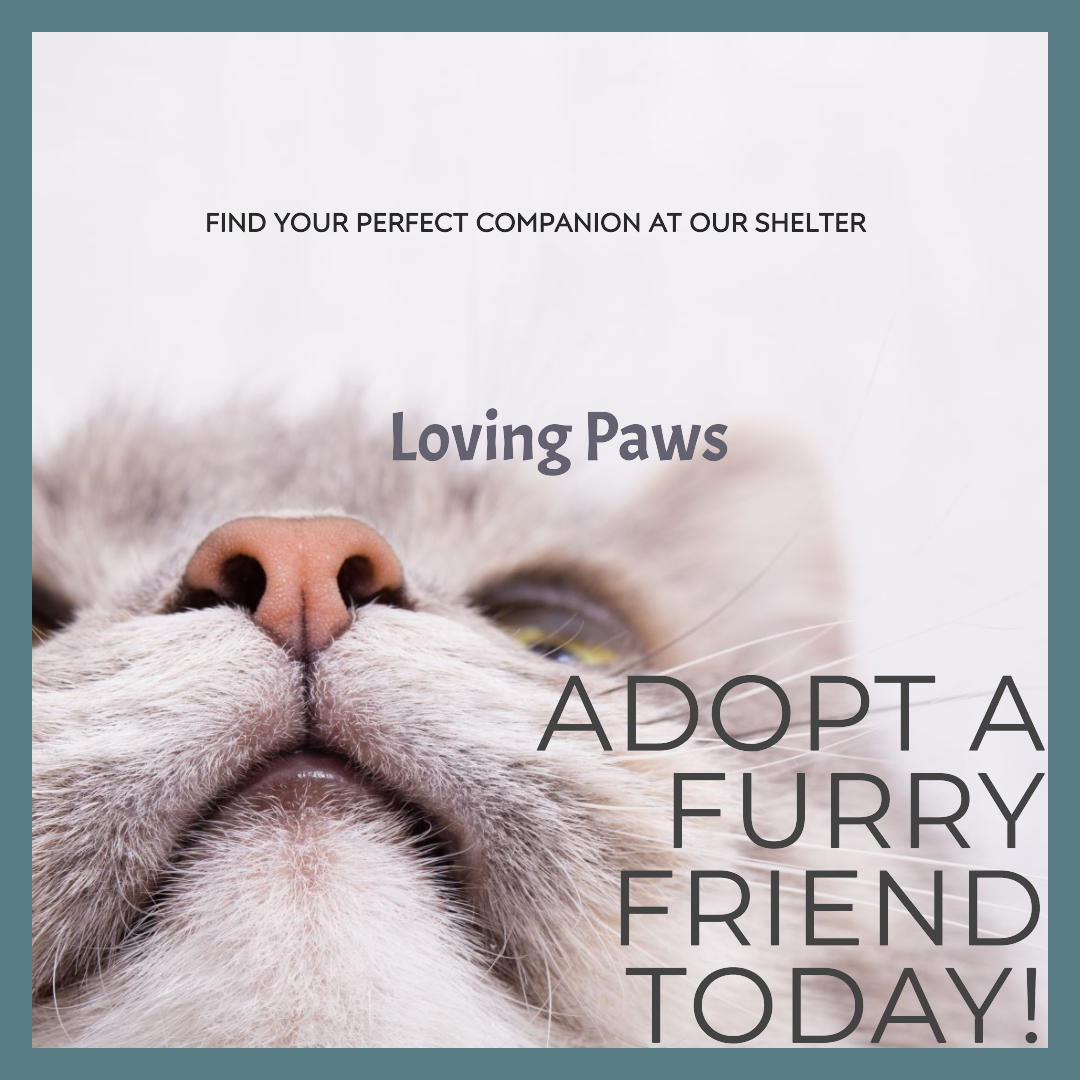 FIND YOUR PERFECT COMPANION AT OUR SHELTER
Loving Paws
ADOPT A
FURRY
FRIEND
TODAY!